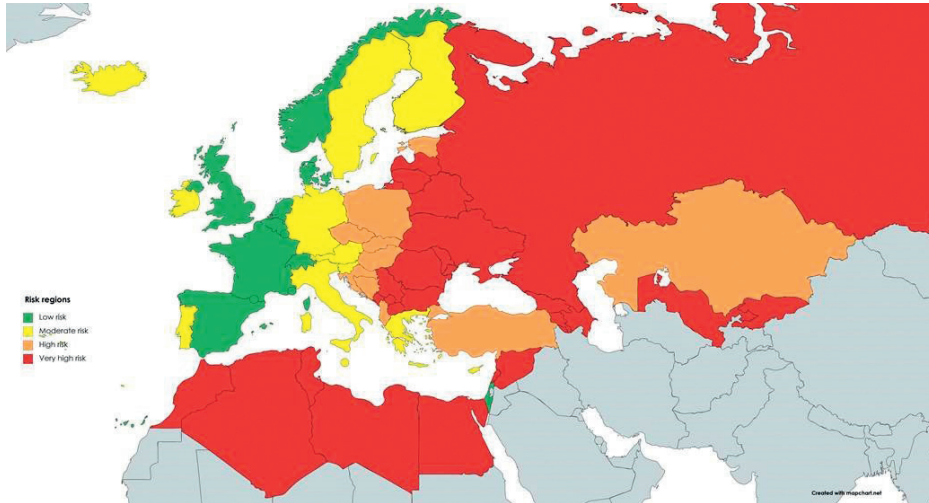 Risk regions
Low risk
Moderate risk
High risk
Very high risk
Created with mapchart.net